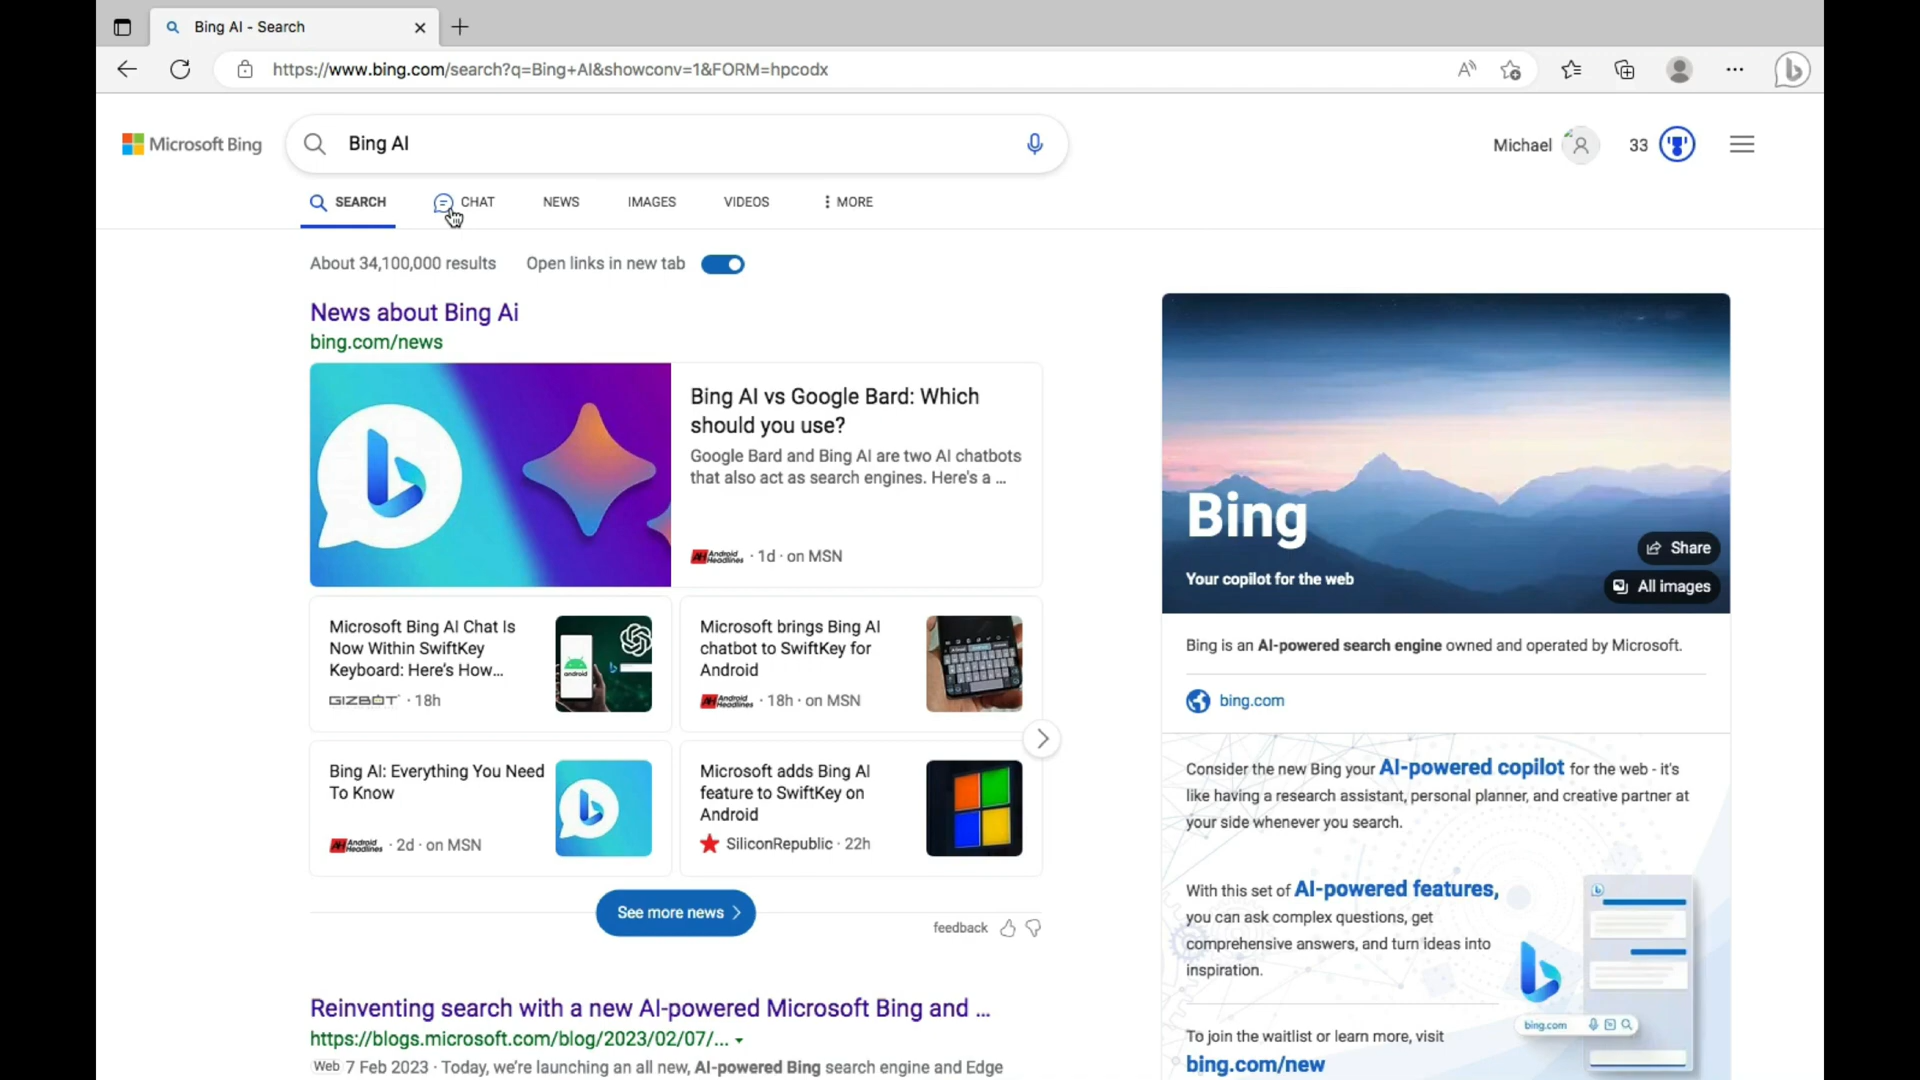 Bing AI - Search
https://www.bing.com/search?q=Bing+AI&showconv=1&FORM=hpcodx
Microsoft Bing
Bing AI
Michael
33
SEARCH
CHAT
NEWS
IMAGES
VIDEOS
MORE
About 34,100,000 results
Open links in new tab
News about Bing Ai
bing.com/news
Bing AI vs Google Bard: Which
should you use?
Google Bard and Bing AI are two AI chatbots
that also act as search engines. Here's a ...
Android Headlines · 1d · on MSN
Microsoft Bing AI Chat Is
Now Within SwiftKey
Keyboard: Here's How...
GIZBOT · 18h
Microsoft brings Bing AI
chatbot to SwiftKey for
Android
Android Headlines · 18h · on MSN
Bing AI: Everything You Need
To Know
Android Headlines · 2d · on MSN
Microsoft adds Bing AI
feature to SwiftKey on
Android
SiliconRepublic · 22h
See more news
feedback
Reinventing search with a new AI-powered Microsoft Bing and ...
https://blogs.microsoft.com/blog/2023/02/07/...
Web 7 Feb 2023 · Today, we're launching an all new, AI-powered Bing search engine and Edge
Bing
Your copilot for the web
Share
All images
Bing is an AI-powered search engine owned and operated by Microsoft.
bing.com
Consider the new Bing your AI-powered copilot for the web - it's
like having a research assistant, personal planner, and creative partner at
your side whenever you search.
With this set of AI-powered features,
you can ask complex questions, get
comprehensive answers, and turn ideas into
inspiration.
bing.com
To join the waitlist or learn more, visit
bing.com/new